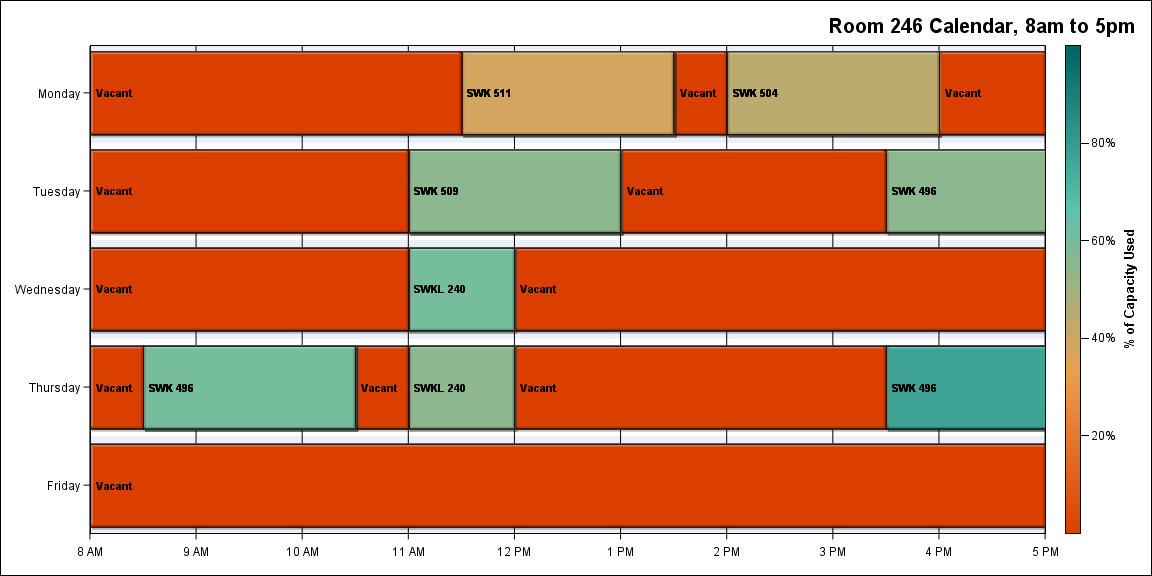 Room 246 Calendar, 8am to 5pm
Monday
Vacant
SWK 511
Vacant
SWK 504
Vacant
Tuesday
Vacant
SWK 509
Vacant
SWK 496
Wednesday
Vacant
SWKL 240
Vacant
Thursday
Vacant
SWK 496
Vacant
SWKL 240
Vacant
SWK 496
Friday
Vacant
8 AM
9 AM
10 AM
11 AM
12 PM
1 PM
2 PM
3 PM
4 PM
5 PM
80%
60%
40%
20%
% of Capacity Used